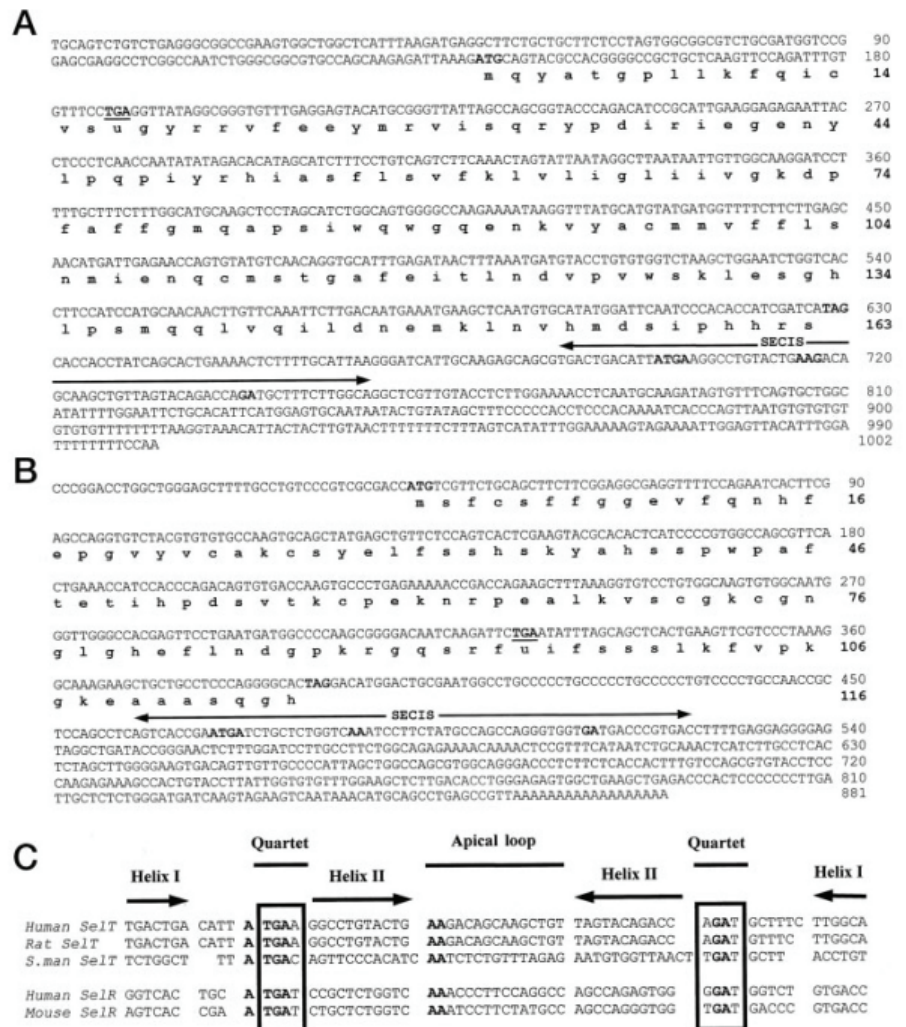 A
TGCAGTCTGTCTGAGGGCGGCCGAAGTGGCTGGCTCATTTAAGATGAGGCTTCTGCTGCTTCTCCTAGTGGCGGCGTCTGCGATGGTCCG 90
GAGCGAGGCCTCGGCCAATCTGGGCGGCGTGCCCAGCAAGAGATTAAAGATGCAGTACGCCACGGGGCCGCTGCTCAAGTTCCAGATTTGT 180
m q y a t g p l l k f q i c 14
GTTTCCTGAGGTTATAGGCGGGTGTTTGAGGAGTACATGCGGGTTATTAGCCAGCGGTACCCAGACATCCGCATTGAAGGAGAGAATTAC 270
v s u g y r r v f e e y m r v i s q r y p d i r i e g e n y 44
CTCCCTCAACCAATATATAGACACATAGCATCTTTCCTGTCAGTCTTCAAACTAGTATTAATAGGCTTAATAATTGTTGGCAAGGATCCT 360
l p q p i y r h i a s f l s v f k l v l i g l i i v g k d p 74
TTTGCTTTCTTTGGCATGCAAGCTCCTAGCATCTGGCAGTGGGGCCAAGAAAATAAGGTTTATGCATGTATGATGGTTTTCTTCTTGAGC 450
f a f f g m q a p s i w q w g q e n k v y a c m m v f f l s 104
AACATGATTGAGAACCAGTGTATGTCAACAGGTGCATTTGAGATAACTTTAAATGATGTACCTGTGTGGTCTAAGCTGGAATCTGGTCAC 540
n m i e n q c m s t g a f e i t l n d v p v w s k l e s g h 134
CTTCCATCCATGCAACAACTTGTTCAAATTCTTGACAATGAAATGAAGCTCAATGTGCATATGGATTCAATCCCACACCATCGATCATAG 630
l p s m q q l v q i l d n e m k l n v h m d s i p h h r s 163
SECIS
CACCACCTATCAGCACTGAAAACTCTTTTGCATTAAGGGATCATTGCAAGAGCAGCGTGACTGACATTATGAAGGCCTGTACTGAAGACA 720
GCAAGCTGTTAGTACAGACCAGATGCTTTCTTGGCAGGCTCGTTGTACCTCTTGGAAAACCTCAATGCAAGATAGTGTTTCAGTGCTGGC 810
ATATTTTGGAATTCTGCACATTCATGGAGTGCAATAATACTGTATAGCTTTCCCCCACCTCCCACAAAATCACCCAGTTAATGTGTGTGT 900
GTGTGTTTTTTTTTAAGGTAAACATTACTACTTGTAACTTTTTTTCTTTAGTCATATTTGGAAAAAGTAGAAAATTGGAGTTACATTTGGA 990
TTTTTTTTCCAA 1002
B
CCCGGACCTGGCTGGGAGCTTTTGCCTGTCCCGTCGCGACCATGTCGTTCTGCAGCTTCTTCGGAGGCGAGGTTTTCCAGAATCACTTCG 90
m s f c s f f g g e v f q n h f 16
AGCCAGGTGTCTACGTGTGTGCCAAGTGCAGCTATGAGCTGTTCTCCAGTCACTCGAAGTACGCACACTCATCCCCGTGGCCAGCGTTCA 180
e p g v y v c a k c s y e l f s s h s k y a h s s p w p a f 46
CTGAAACCATCCACCCAGACAGTGTGACCAAGTGCCCTGAGAAAAACCGACCAGAAGCTTTAAAGGTGTCCTGTGGCAAGTGTGGCAATG 270
t e t i h p d s v t k c p e k n r p e a l k v s c g k c g n 76
GGTTGGGCCACGAGTTCCTGAATGATGGCCCCAAGCGGGGACAATCAAGATTCTGAATATTTAGCAGCTCACTGAAGTTCGTCCCTAAAG 360
g l g h e f l n d g p k r g q s r f u i f s s s l k f v p k 106
GCAAAGAAGCTGCTGCCTCCCAGGGGCACTAGGACATGGACTGCGAATGGCCTGCCCCCTGCCCCCTGCCCCCTGTCCCCTGCCAACCGC 450
g k e a a a s q g h 116
SECIS
TCCAGCCTCAGTCACCGAATGATCTGCTCTGGTCAAATCCTTCTATGCCAGCCAGGGTGGTGATGACCCGTGACCTTTTGAGGAGGGGAG 540
TAGGCTGATACCGGGAACTCTTTGGATCCTTGCCTTCTGGCAGAGAAAACAAAACTCCGTTTCATAATCTGCAAACTCATCTTGCCTCAC 630
TCTAGCTTGGGGAAGTGACAGTTGTTGCCCCATTAGCTGGCCAGCGTGGCAGGGACCCTCTTCTCACCACTTTGTCCAGCGTGTACCTCC 720
CAAGAGAAAGCCACTGTACCTTATTGGTGTGTTTGGAAGCTCTTGACACCTGGGAGAGTGGCTGAAGCTGAGACCCACTCCCCCCCTTGA 810
TTGCTCTCTGGGATGATCAAGTAGAAGTCAATAAACATGCAGCCTGAGCCGTTAAAAAAAAAAAAAAAAA 881
C
Quartet Apical loop Quartet
Helix I Helix II Helix II Helix I
Human SelT TGACTGA CATT A TGAA GGCCTGTACTG AAGACAGCAAGCTGT TAGTACAGACC AGAT GCTTTC TTGGCA
Rat SelT TGACTGA CATT A TGAA GGCCTGTACTG AAGACAGCAAGCTGT TAGTACAGACC AGAT GTTTC TTGGCA
S.man SelT TCTGGCT TT A TGAC AGTTCCCACATC AATCTCTGTTTAGAG AATGTGGTTAACT TGAT GCTT ACCTGT
Human SelR GGTCAC TGC A TGAT CCGCTCTGGTC AAACCCTTCCAGGCC AGCCAGAGTGG GGAT GGTCT GTGACC
Mouse SelR AGTCAC CGA A TGAT CTGCTCTGGTC AAATCCTTCTATGCC AGCCAGGGTGG TGAT GACCC GTGACC